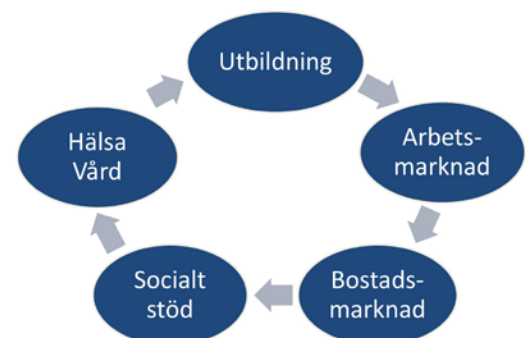 Utbildning
Arbets-
marknad
Bostads-
marknad
Socialt
stöd
Hälsa
Vård